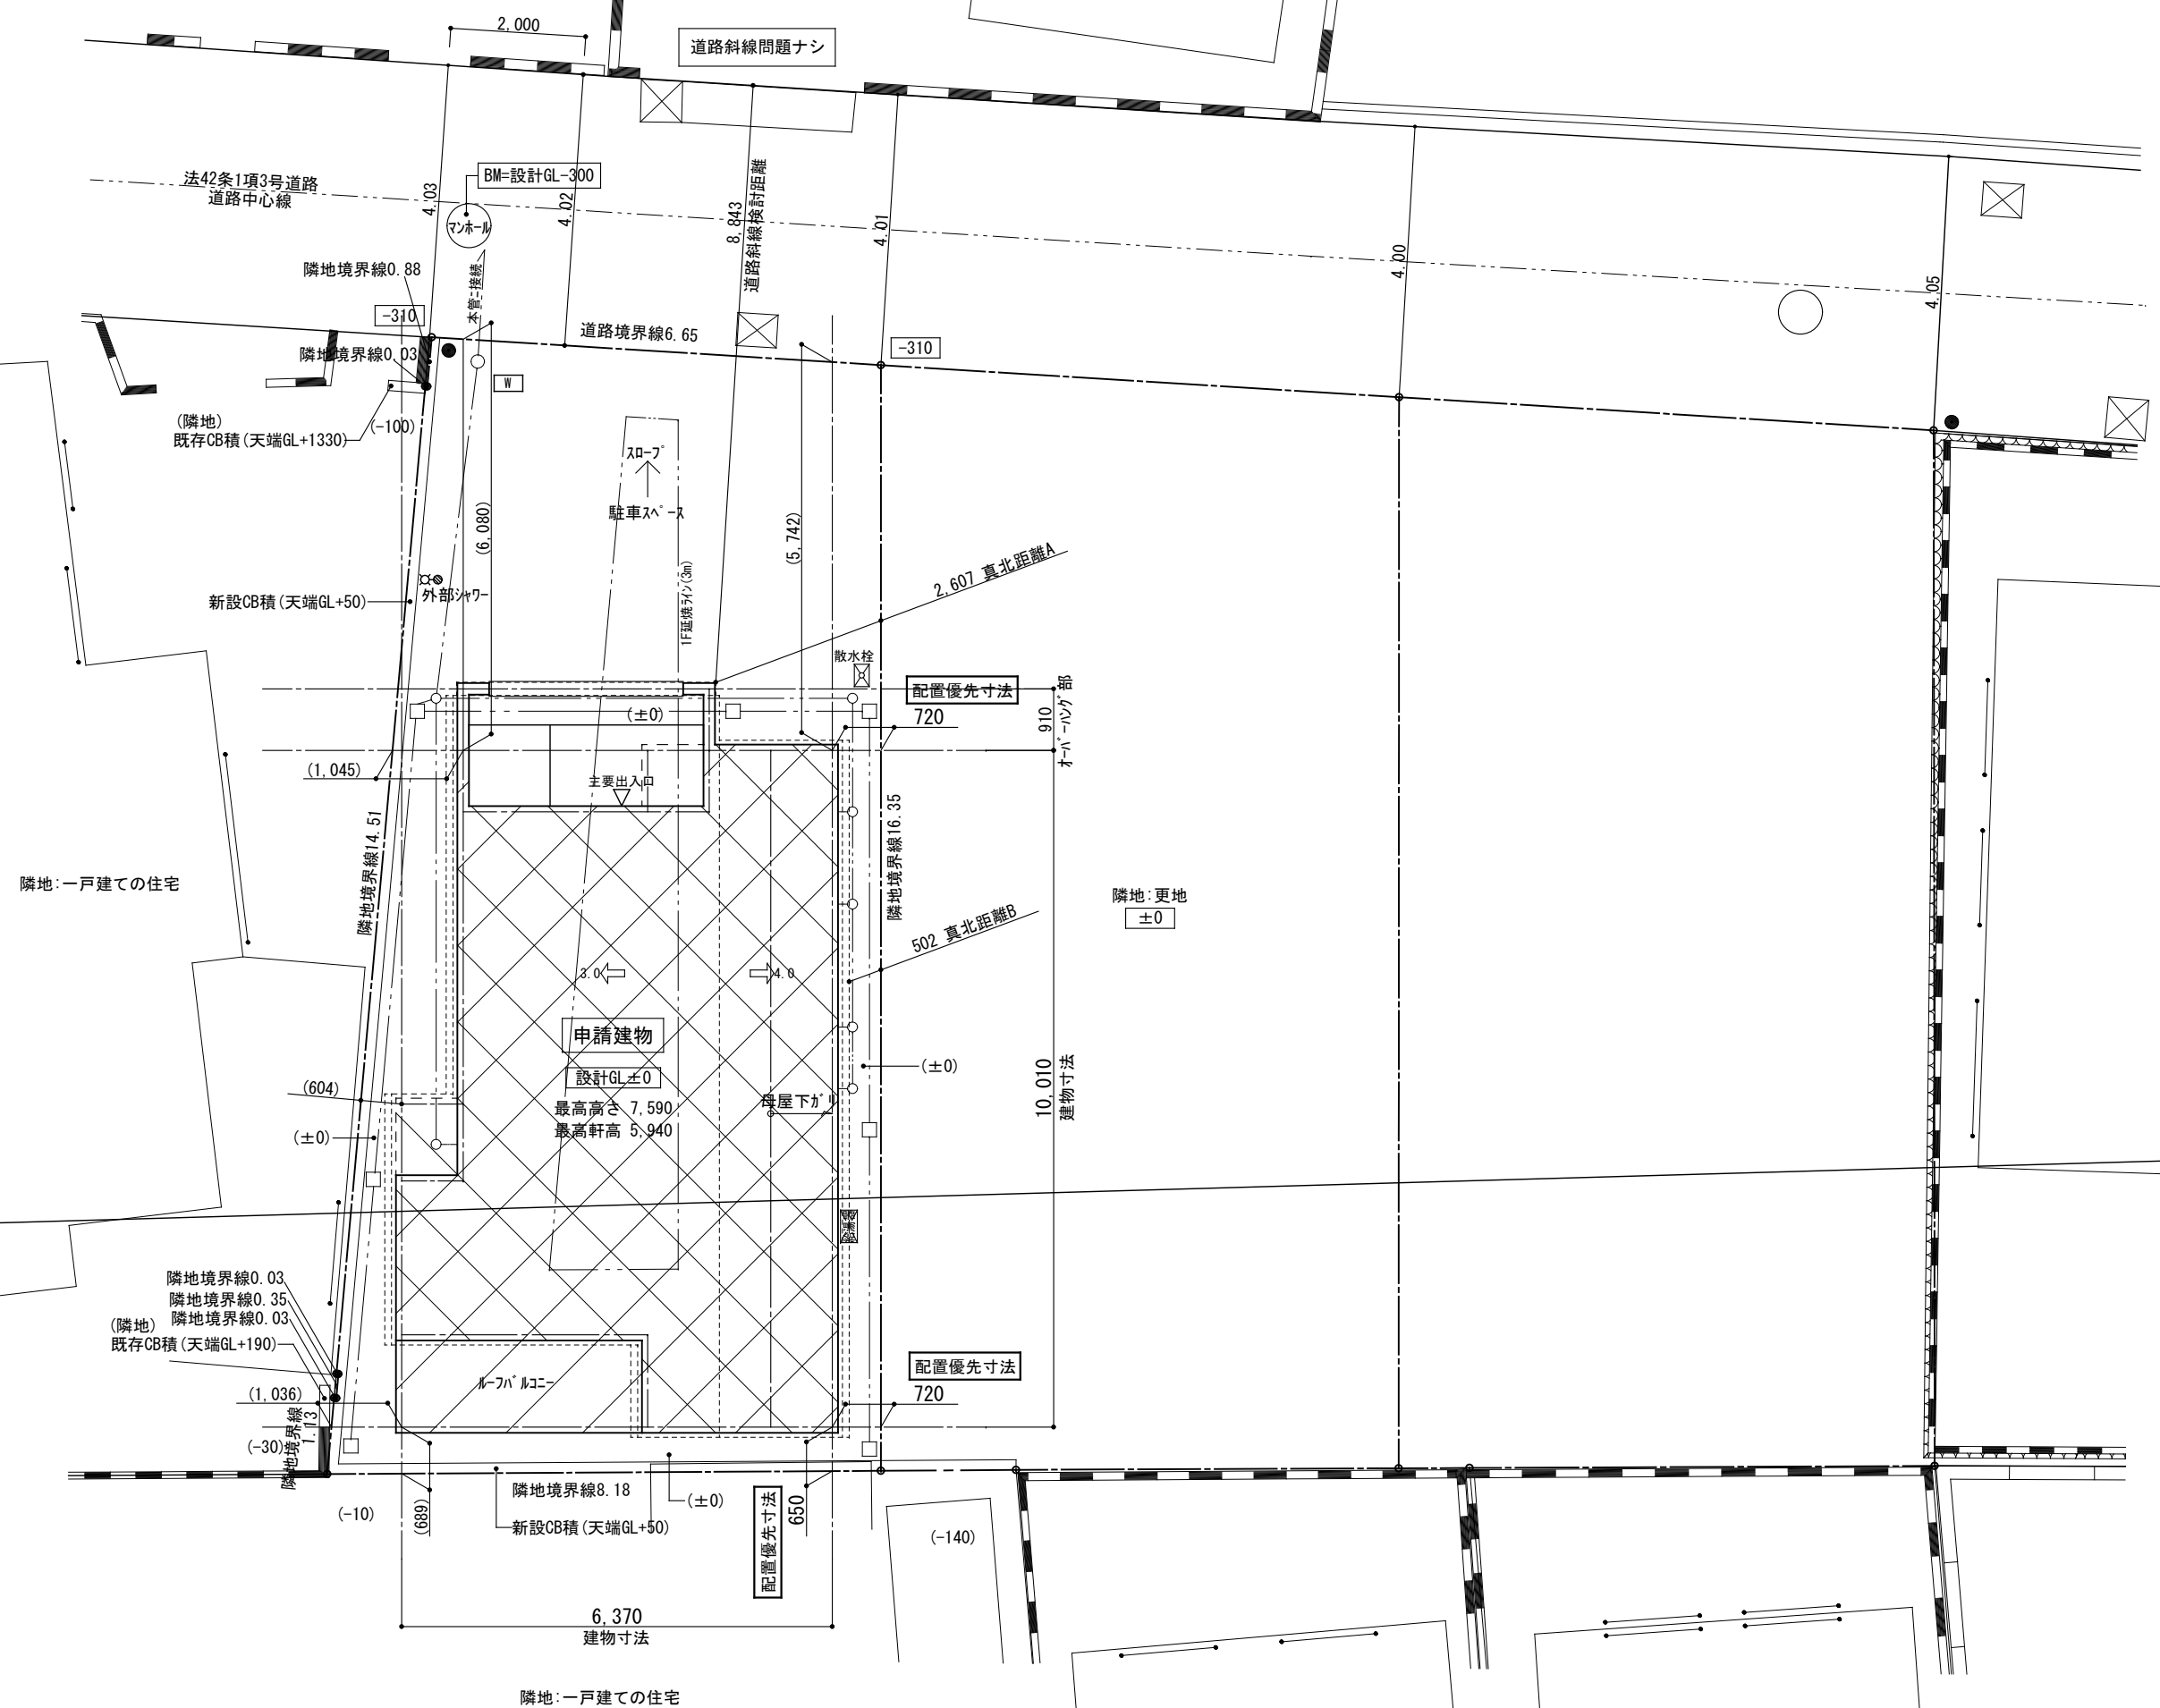 2,000
道路斜線問題ナシ
法42条1項3号道路
道路中心線
BM=設計GL-300
マンホール
4.03
4.02
8,843
道路斜線検討距離
4.01
4.00
4.05
隣地境界線0.88
-310
本管ニ接続
道路境界線6.65
-310
隣地境界線0.03
W
(隣地)
既存CB積(天端GL+1330)
(-100)
スロープ
駐車スペース
(6,080)
(5,742)
2,607 真北距離A
1F延焼ライン(3m)
新設CB積(天端GL+50)
外部シャワー
散水栓
配置優先寸法
720
910
オーバーハング部
(±0)
(1,045)
主要出入口
隣地境界線14.51
隣地境界線16.35
隣地:一戸建ての住宅
隣地:更地
±0
502 真北距離B
3.0
4.0
申請建物
設計GL±0
最高高さ 7,590
最高軒高 5,940
母屋下ガリ
(±0)
10,010
建物寸法
(604)
(±0)
給湯器
隣地境界線0.03
隣地境界線0.35
隣地境界線0.03
(隣地)
既存CB積(天端GL+190)
(1,036)
隣地境界線
1.13
(-30)
ルーフバルコニー
配置優先寸法
720
(-10)
(689)
隣地境界線8.18
新設CB積(天端GL+50)
(±0)
配置優先寸法
650
(-140)
6,370
建物寸法
隣地:一戸建ての住宅